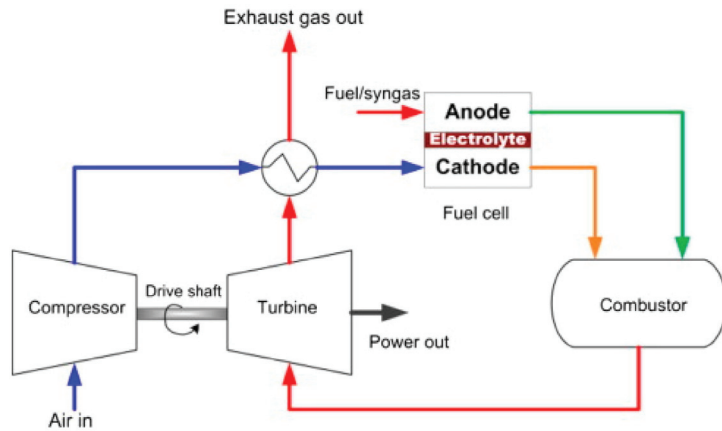 Exhaust gas out
Fuel/syngas
Anode
Electrolyte
Cathode
Fuel cell
Compressor
Drive shaft
Turbine
Combustor
Power out
Air in